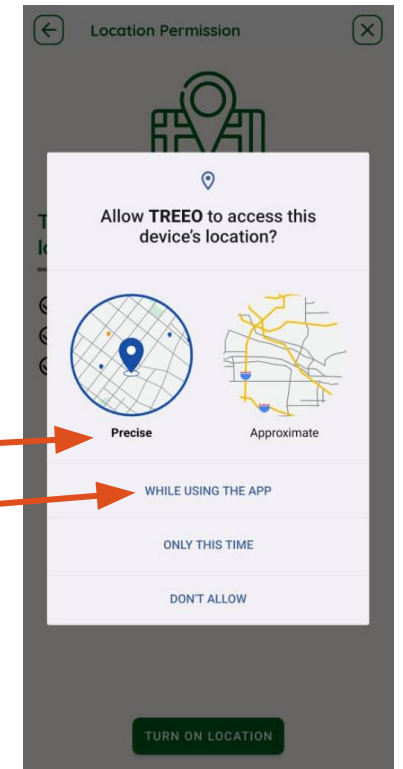 Location Permission
Allow TREEO to access this
device's location?
Precise
Approximate
WHILE USING THE APP
ONLY THIS TIME
DON'T ALLOW
TURN ON LOCATION